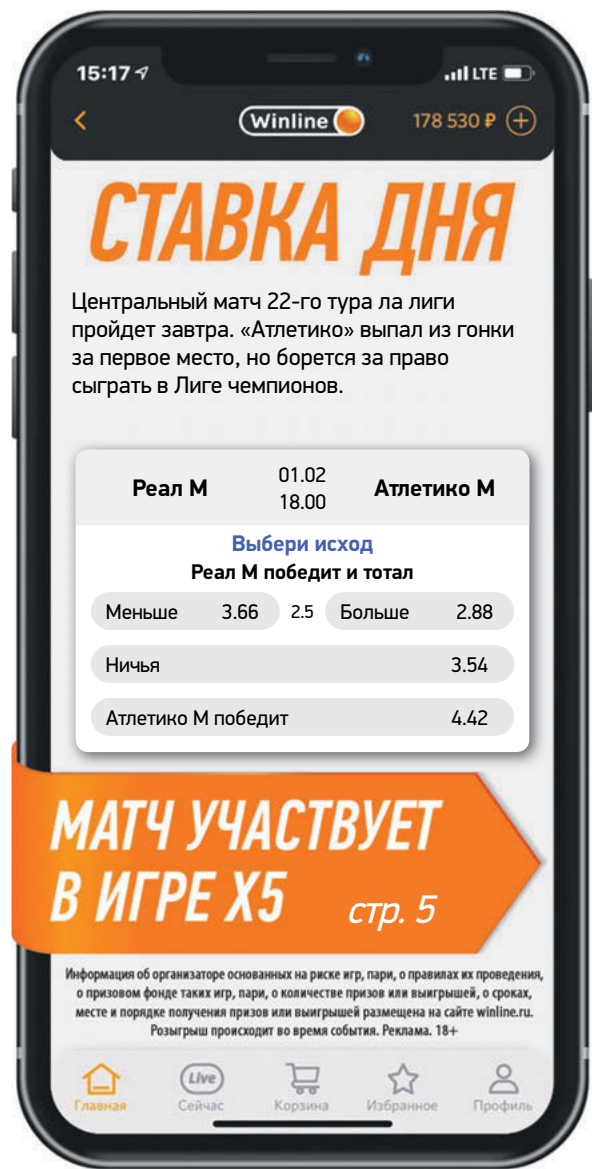 15:17
LTE
Winline
178 530 ₽
СТАВКА ДНЯ
Центральный матч 22-го тура ла лиги
пройдет завтра. «Атлетико» выпал из гонки
за первое место, но борется за право
сыграть в Лиге чемпионов.
Реал М 01.02 Атлетико М
18.00
Выбери исход
Реал М победит и тотал
Меньше 3.66 2.5 Больше 2.88
Ничья 3.54
Атлетико М победит 4.42
МАТЧ УЧАСТВУЕТ
В ИГРЕ X5 стр. 5
Информация об организаторе основанных на риске игр, пари, о правилах их проведения,
о призовом фонде таких игр, пари, о количестве призов или выигрышей, о сроках,
месте и порядке получения призов или выигрышей размещена на сайте winline.ru.
Розыгрыш происходит во время события. Реклама. 18+
Live
Главная Сейчас Корзина Избранное Профиль